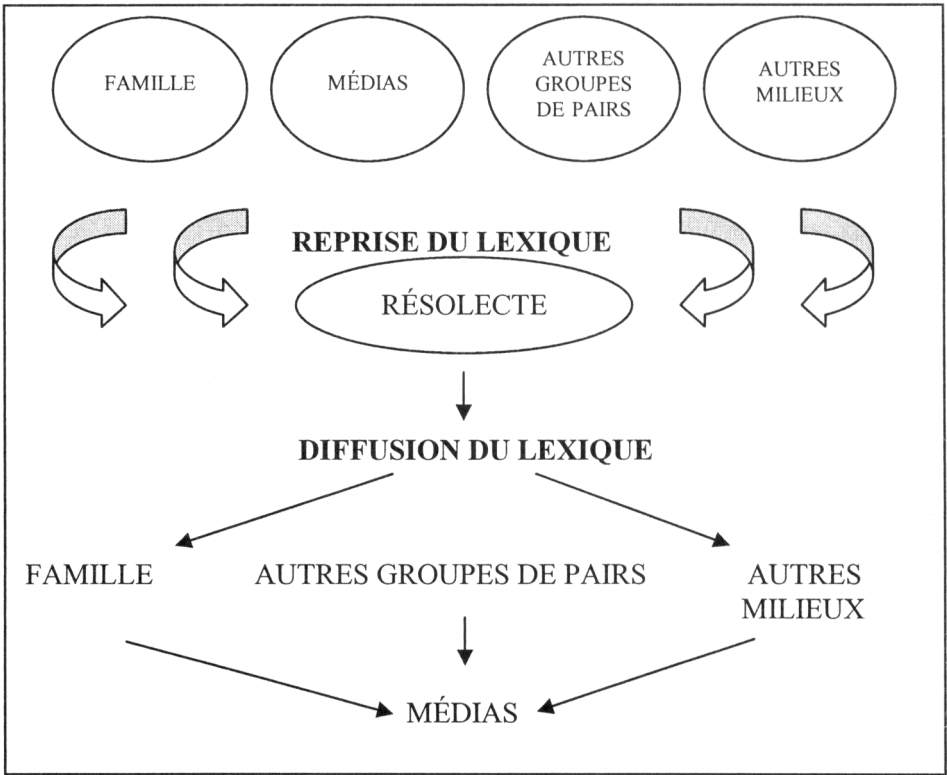 FAMILLE
MÉDIAS
AUTRES
GROUPES
DE PAIRS
AUTRES
MILIEUX
REPRISE DU LEXIQUE
RÉSOLECTE
DIFFUSION DU LEXIQUE
FAMILLE
AUTRES GROUPES DE PAIRS
AUTRES
MILIEUX
MÉDIAS